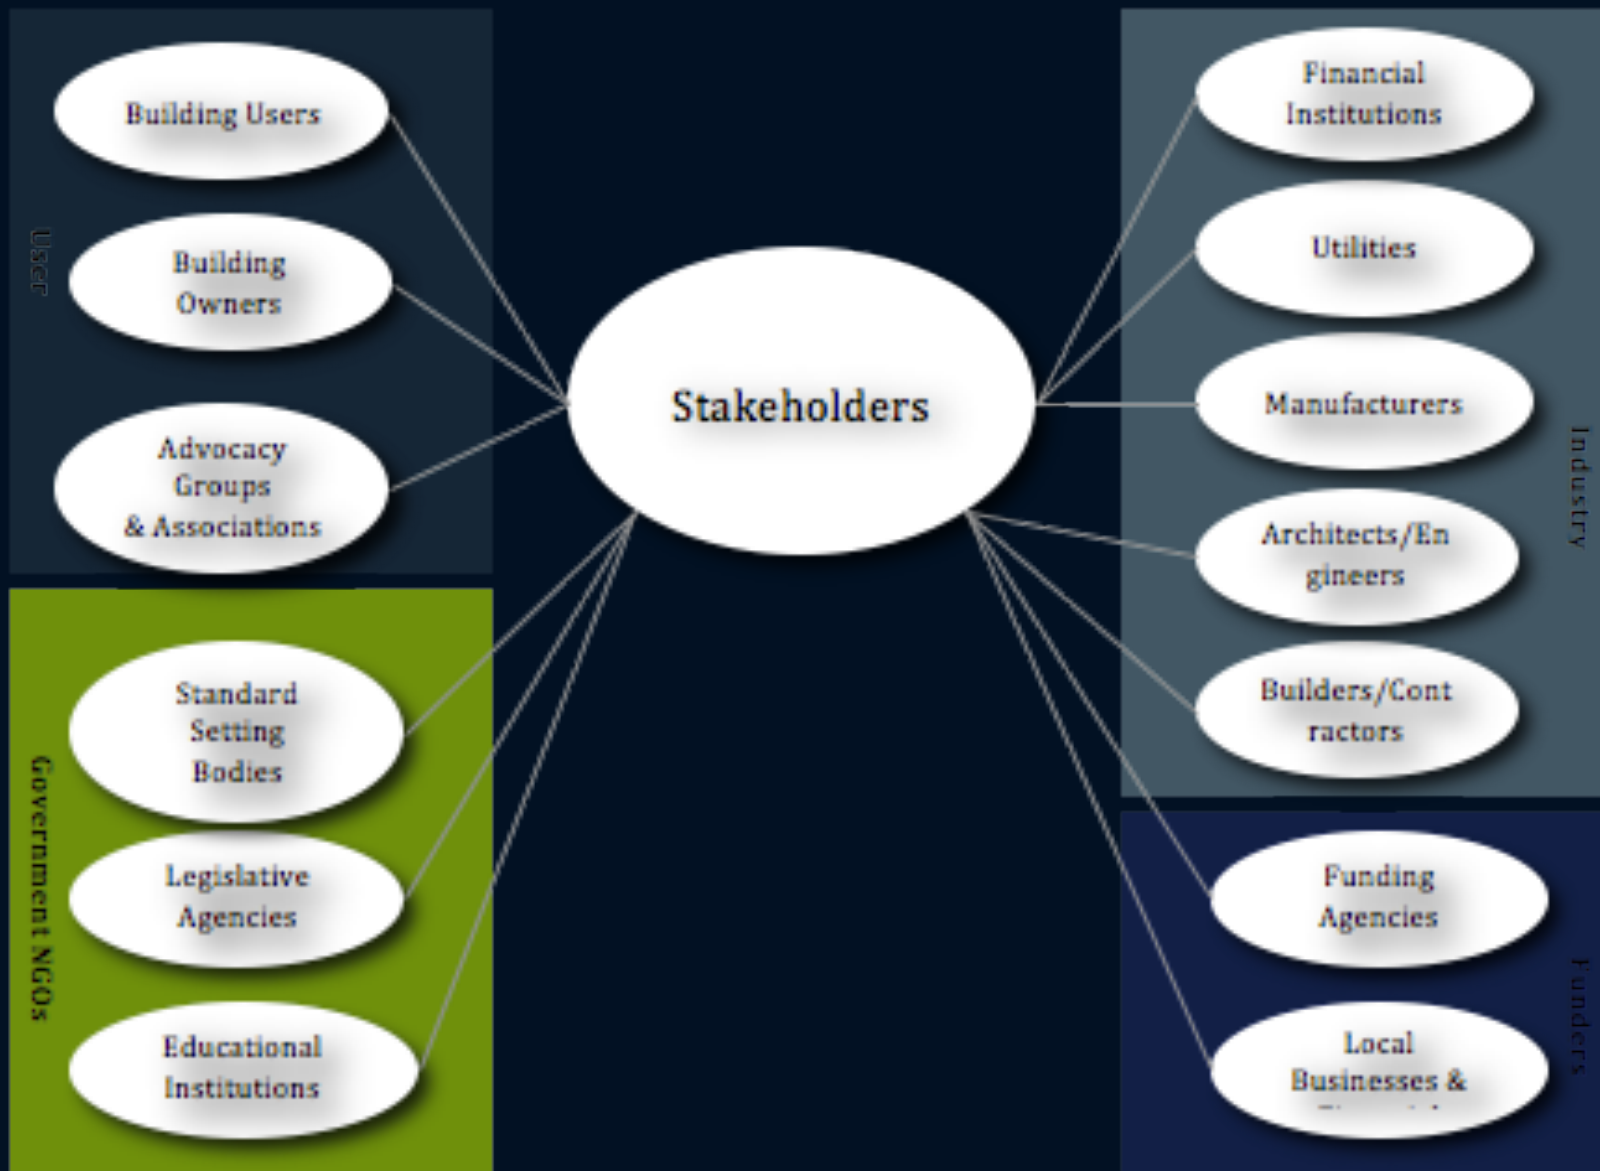 User
Building Users
Building
Owners
Advocacy
Groups
& Associations
Government NGOs
Standard
Setting
Bodies
Legislative
Agencies
Educational
Institutions
Stakeholders
Industry
Financial
Institutions
Utilities
Manufacturers
Architects/En
gineers
Builders/Cont
ractors
Funders
Funding
Agencies
Local
Businesses &